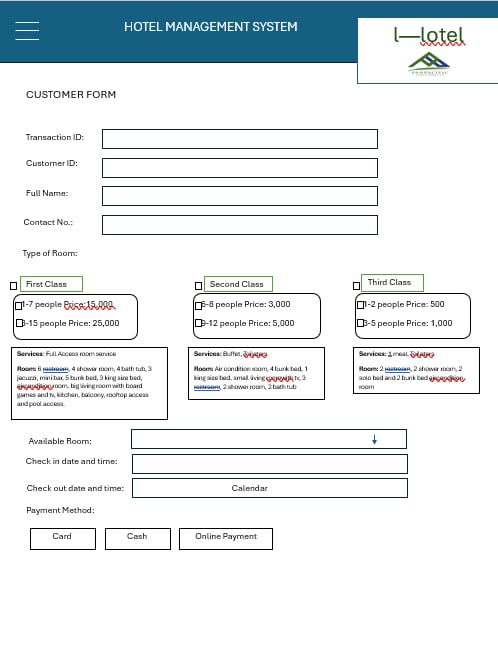 HOTEL MANAGEMENT SYSTEM
l—lotel
CUSTOMER FORM
Transaction ID:
Customer ID:
Full Name:
Contact No.:
Type of Room:
First Class
Second Class
Third Class
1-7 people Price:15,000
8-15 people Price: 25,000
6-8 people Price: 3,000
9-12 people Price: 5,000
1-2 people Price: 500
3-5 people Price: 1,000
Services: Full Access room service
Room: 6 restroom, 4 shower room, 4 bath tub, 3
jacuzzi, mini bar, 5 bunk bed, 3 king size bed,
aircondition room, big living room with board
games and tv, kitchen, balcony, rooftop access
and pool access.
Services: Buffet, Toiletries
Room: Air condition room, 4 bunk bed, 1
king size bed, small living room with tv, 3
restroom, 2 shower room, 2 bath tub
Services: 3 meat,
Room: 2 restroom, 2 shower room, 2
solo bed and 2 bunk bed aircondition
room
Available Room:
Check in date and time:
Check out date and time:
Calendar
Payment Method:
Card
Cash
Online Payment